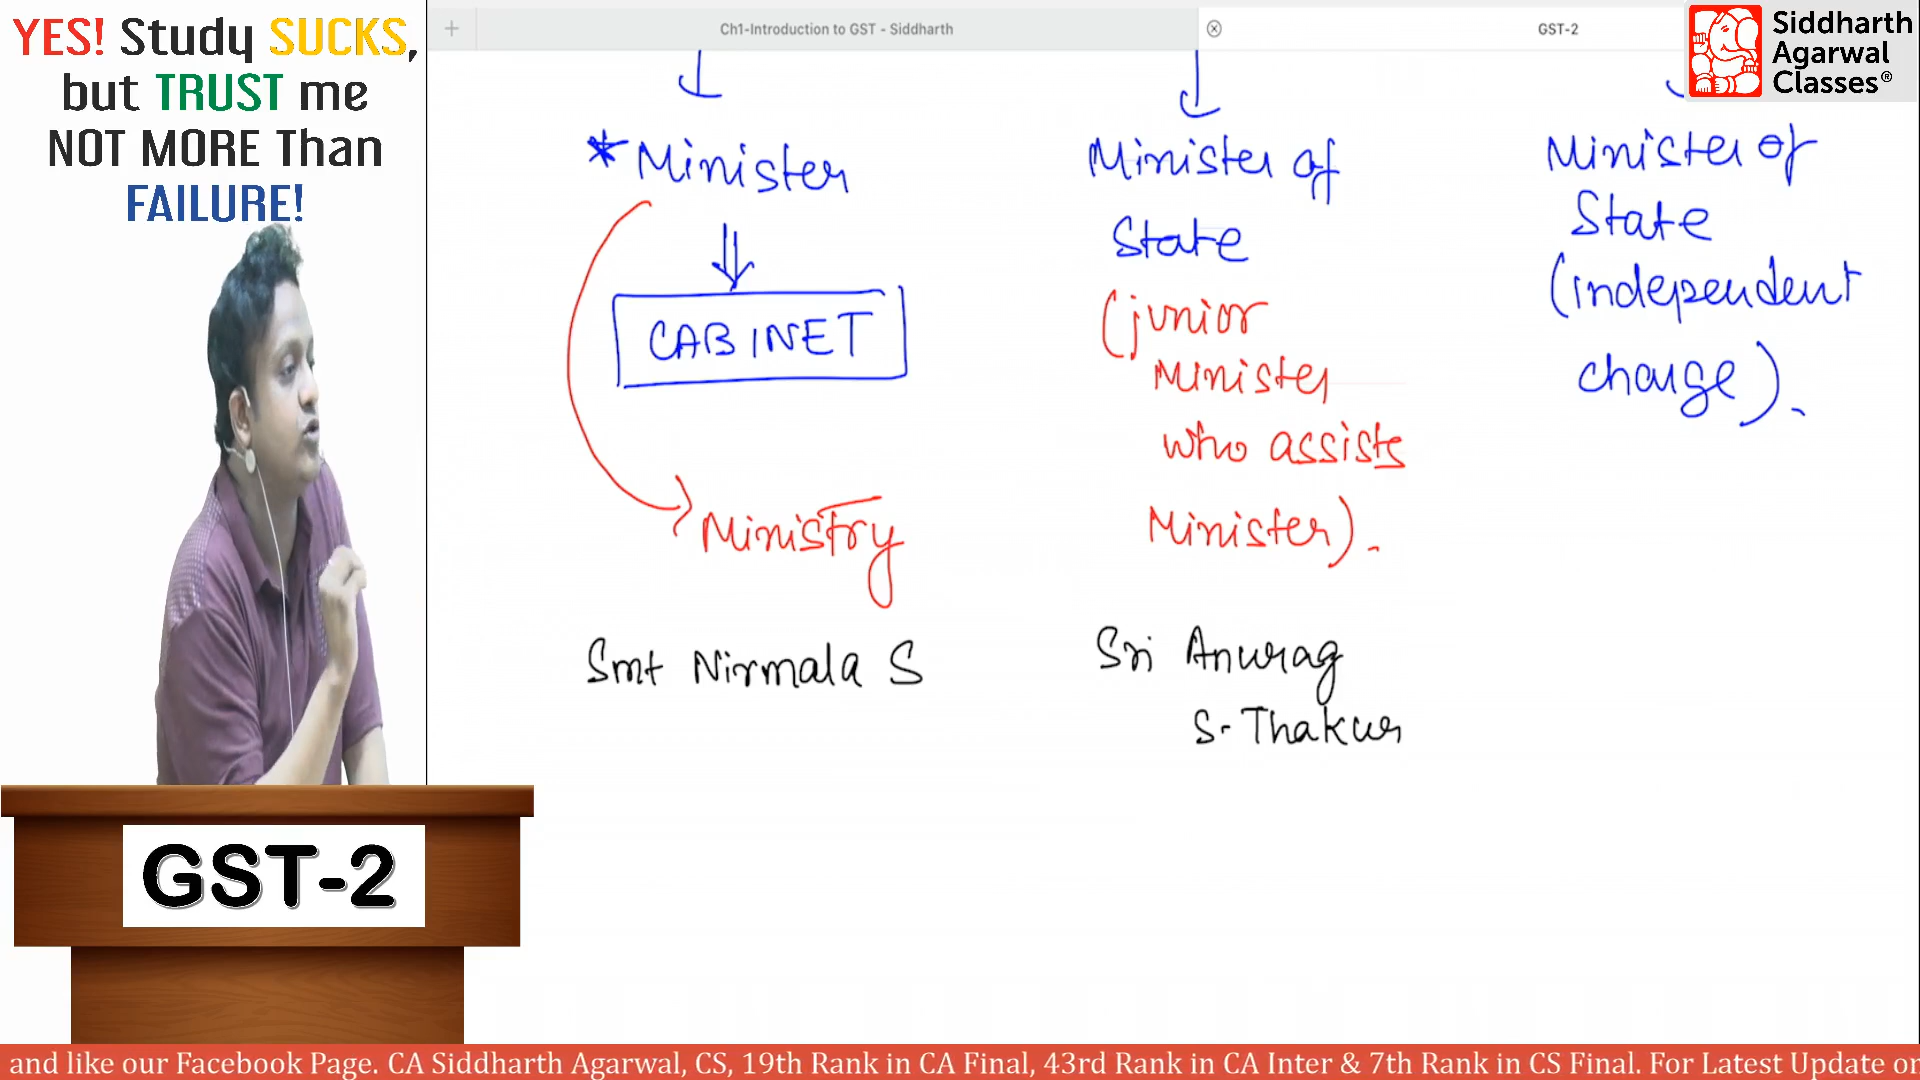 YES! Study SUCKS,
but TRUST me
NOT MORE Than
FAILURE!
Ch1-Introduction to GST - Siddharth
GST-2
Siddharth
Agarwal
Classes®
*Minister
CABINET
Ministry
Smt Nirmala S
Minister of
State
(junior
Minister
who assists
Minister).
Sri Anurag
S. Thakur
Minister of
State
(independent
charge).
GST-2
and like our Facebook Page. CA Siddharth Agarwal, CS, 19th Rank in CA Final, 43rd Rank in CA Inter & 7th Rank in CS Final. For Latest Update on